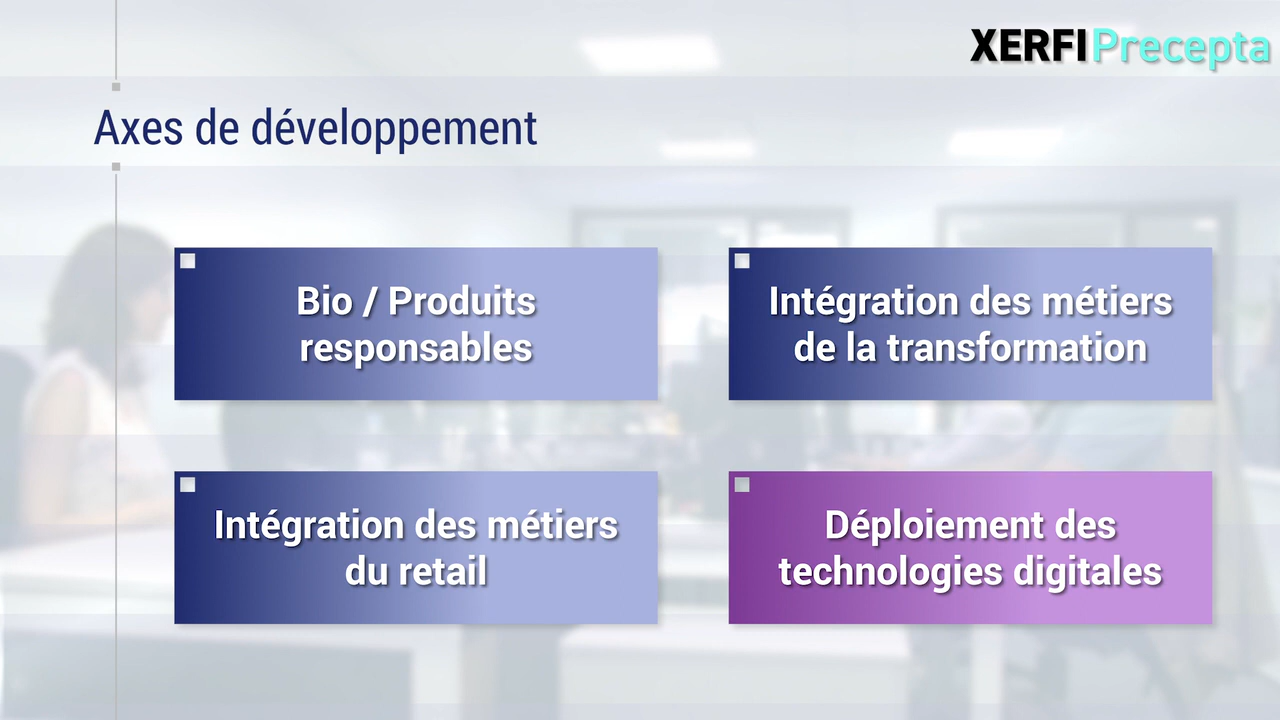 XERFI Precepta
Axes de développement
Bio / Produits
responsables
Intégration des métiers
de la transformation
Intégration des métiers
du retail
Déploiement des
technologies digitales